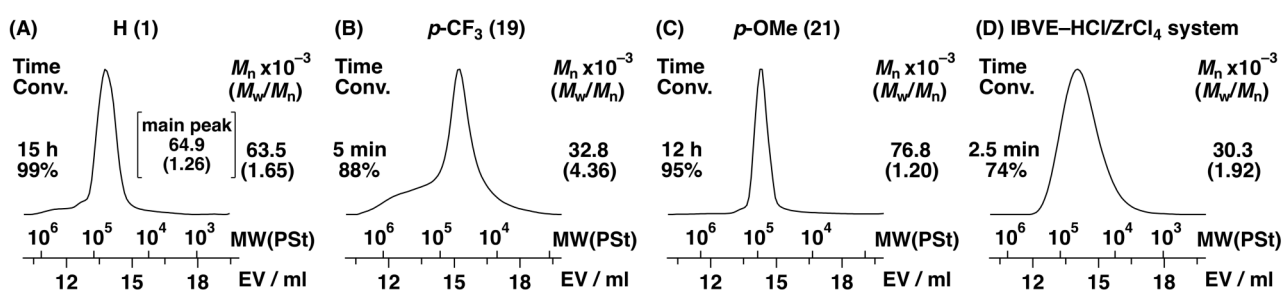 (A) H (1)
Time
Conv.
Mn x10−3
(Mw/Mn)
main peak
64.9
(1.26)
15 h
99%
63.5
(1.65)
10⁶ 10⁵ 10⁴ 10³ MW(PSt)
12 15 18 EV / ml
(B) p-CF₃ (19)
Time
Conv.
Mn x10−3
(Mw/Mn)
5 min
88%
32.8
(4.36)
10⁶ 10⁵ 10⁴ MW(PSt)
12 15 18 EV / ml
(C) p-OMe (21)
Time
Conv.
Mn x10−3
(Mw/Mn)
12 h
95%
76.8
(1.20)
10⁶ 10⁵ 10⁴ MW(PSt)
12 15 18 EV / ml
(D) IBVE–HCl/ZrCl₄ system
Time
Conv.
Mn x10−3
(Mw/Mn)
2.5 min
74%
30.3
(1.92)
10⁶ 10⁵ 10⁴ 10³ MW(PSt)
12 15 18 EV / ml